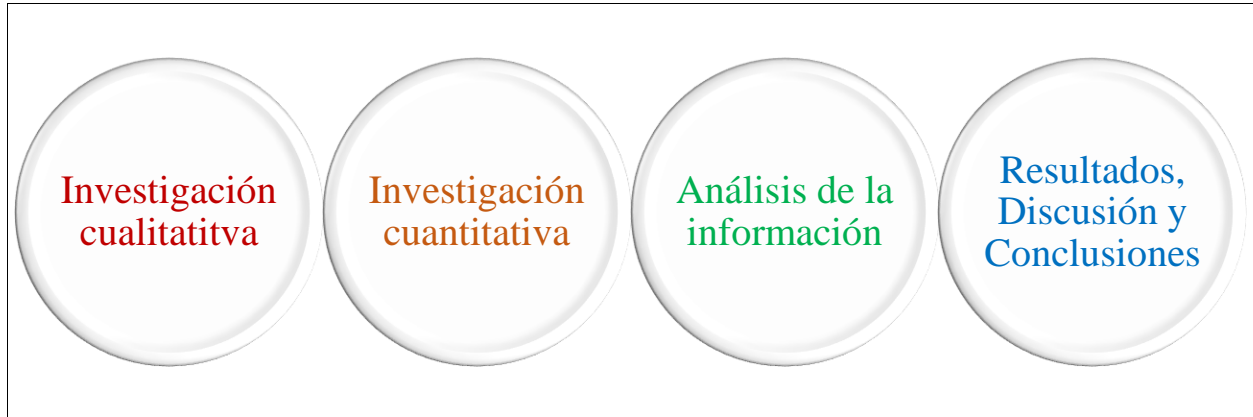 Investigación
cualitatitva
Investigación
cuantitativa
Análisis de la
información
Resultados,
Discusión y
Conclusiones